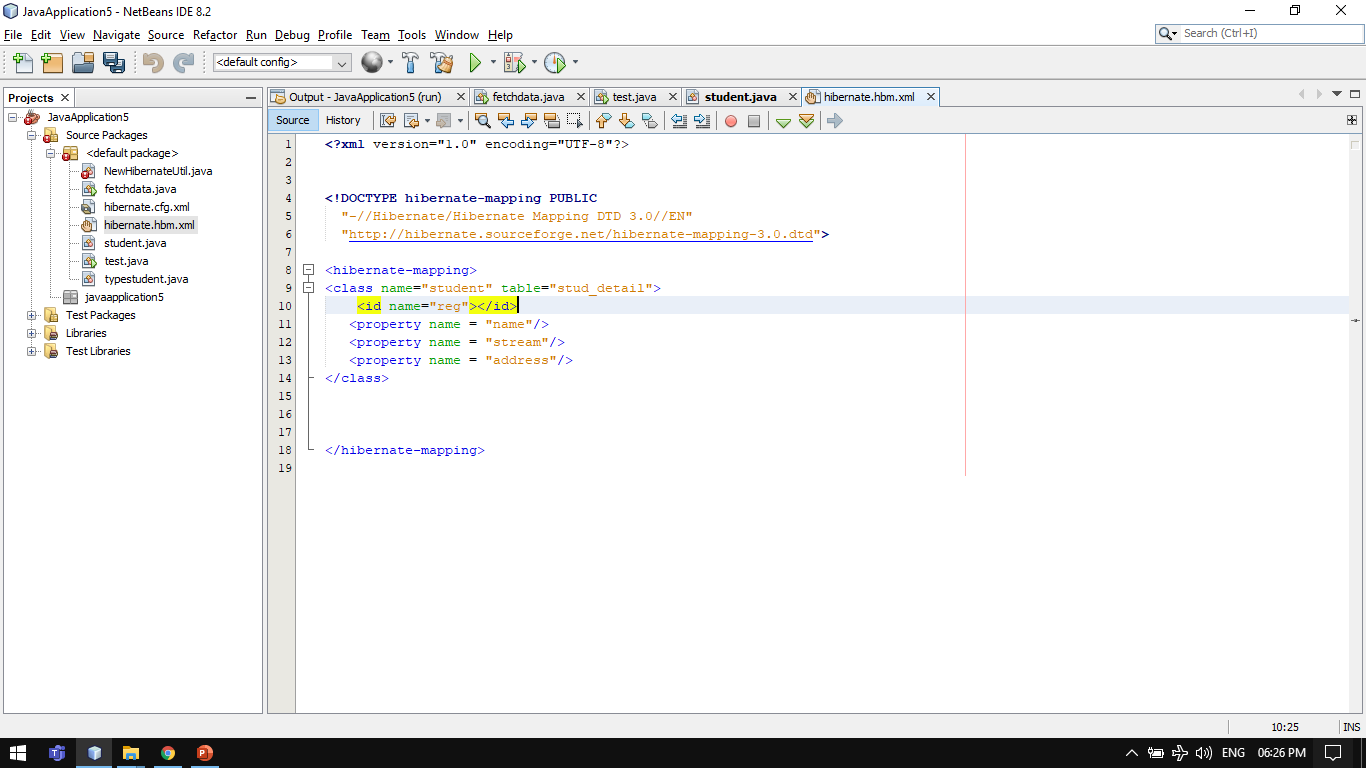 JavaApplication5 - NetBeans IDE 8.2
File Edit View Navigate Source Refactor Run Debug Profile Team Tools Window Help
Search (Ctrl+I)
<default config>
Projects
Output - JavaApplication5 (run) fetchdata.java test.java student.java hibernate.hbm.xml
Source History
JavaApplication5
Source Packages
<default package>
NewHibernateUtil.java
fetchdata.java
hibernate.cfg.xml
hibernate.hbm.xml
student.java
test.java
typestudent.java
javaapplication5
Test Packages
Libraries
Test Libraries
1 <?xml version="1.0" encoding="UTF-8"?>
2
3
4 <!DOCTYPE hibernate-mapping PUBLIC
5 "-//Hibernate/Hibernate Mapping DTD 3.0//EN"
6 "http://hibernate.sourceforge.net/hibernate-mapping-3.0.dtd">
7
8 <hibernate-mapping>
9 <class name="student" table="stud_detail">
10 <id name="reg"></id>
11 <property name = "name"/>
12 <property name = "stream"/>
13 <property name = "address"/>
14 </class>
15
16
17
18 </hibernate-mapping>
19
10:25 INS
ENG 06:26 PM